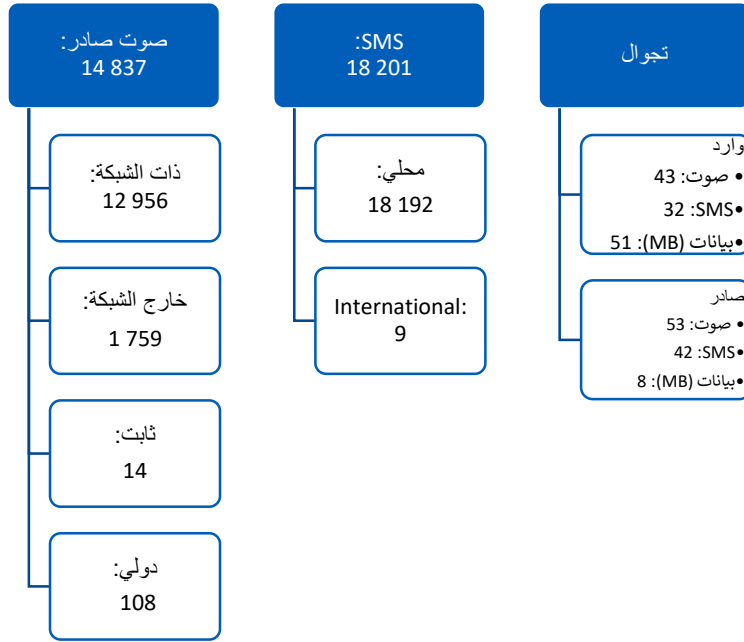 صوت صادر:
14 837
ذات الشبكة:
12 956
خارج الشبكة:
1 759
ثابت:
14
دولي:
108
SMS:
18 201
محلي:
18 192
International:
9
تجوال
وارد
• صوت: 43
•SMS: 32
•بيانات (MB): 51
صادر
• صوت: 53
•SMS: 42
•بيانات (MB): 8